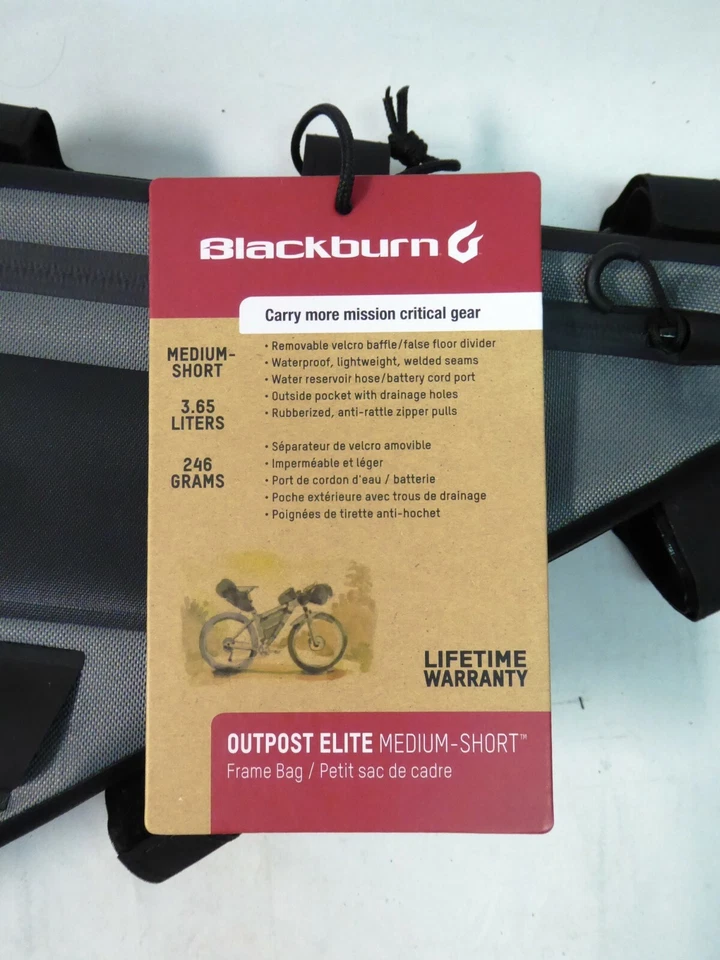 Blackburn
Carry more mission critical gear
MEDIUM-
SHORT
3.65
LITERS
246
GRAMS
• Removable velcro baffle/false floor divider
• Waterproof, lightweight, welded seams
• Water reservoir hose/battery cord port
• Outside pocket with drainage holes
• Rubberized, anti-rattle zipper pulls
• Séparateur de velcro amovible
• Imperméable et léger
• Port de cordon d'eau / batterie
• Poche extérieure avec trous de drainage
• Poignées de tirette anti-hochet
LIFETIME
WARRANTY
OUTPOST ELITE MEDIUM-SHORT™
Frame Bag / Petit sac de cadre